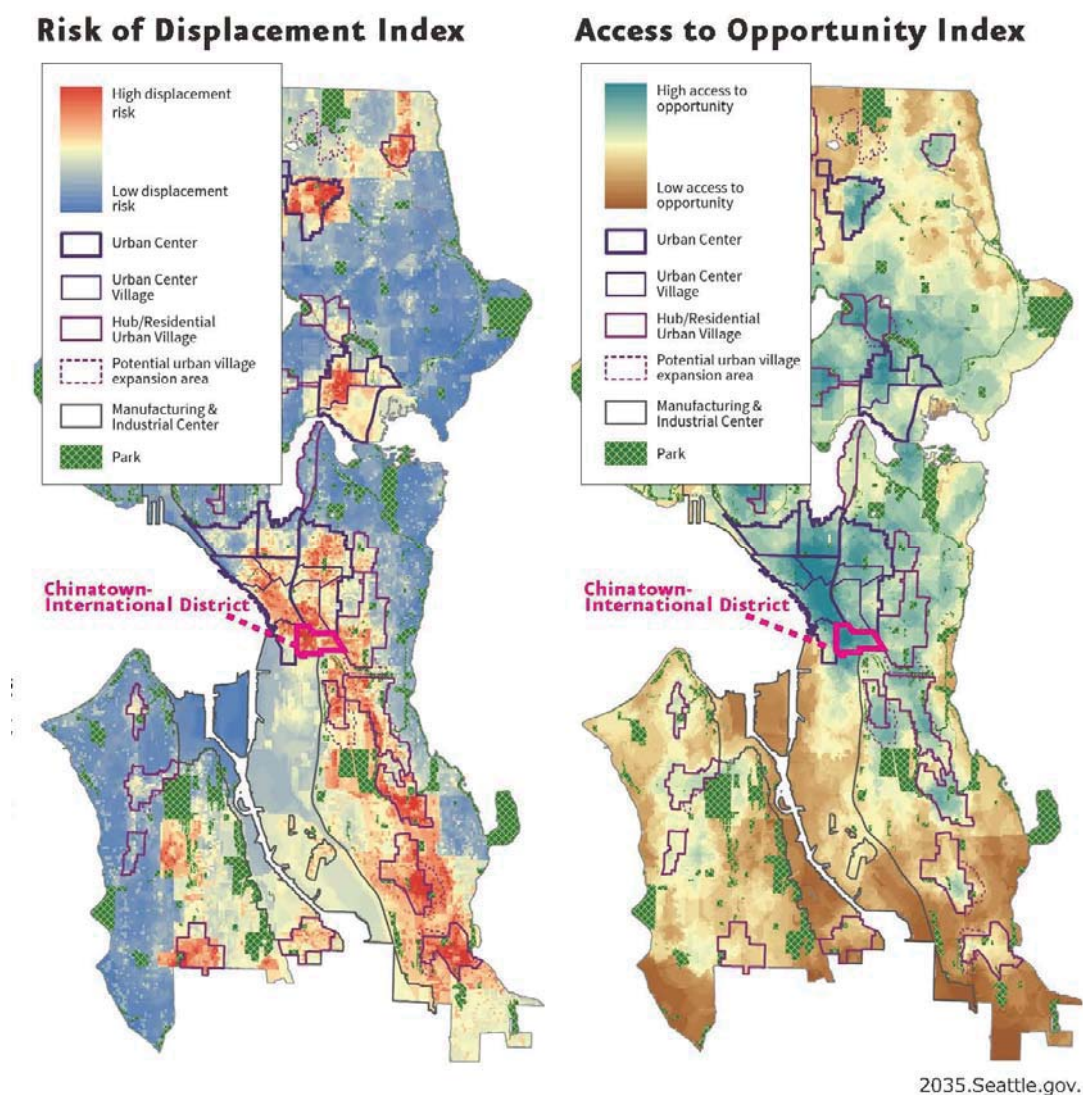 Risk of Displacement Index
High displacement
risk
Low displacement
risk
Urban Center
Urban Center
Village
Hub/Residential
Urban Village
Potential urban village
expansion area
Manufacturing &
Industrial Center
Park
Chinatown-
International District
Access to Opportunity Index
High access to
opportunity
Low access to
opportunity
Urban Center
Urban Center
Village
Hub/Residential
Urban Village
Potential urban village
expansion area
Manufacturing &
Industrial Center
Park
Chinatown-
International District
2035.Seattle.gov.